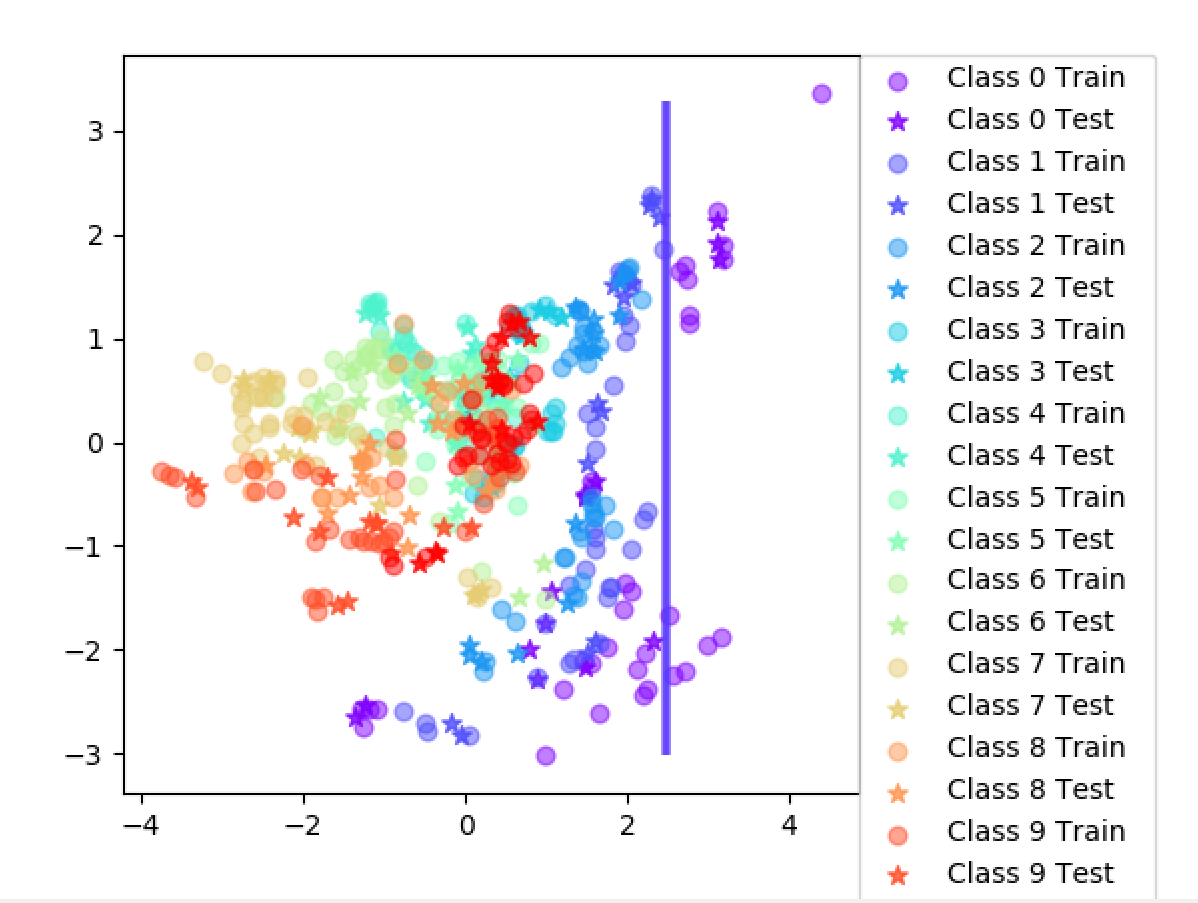 3
2
1
0
−1
−2
−3
−4
−2
0
2
4
Class 0 Train
Class 0 Test
Class 1 Train
Class 1 Test
Class 2 Train
Class 2 Test
Class 3 Train
Class 3 Test
Class 4 Train
Class 4 Test
Class 5 Train
Class 5 Test
Class 6 Train
Class 6 Test
Class 7 Train
Class 7 Test
Class 8 Train
Class 8 Test
Class 9 Train
Class 9 Test